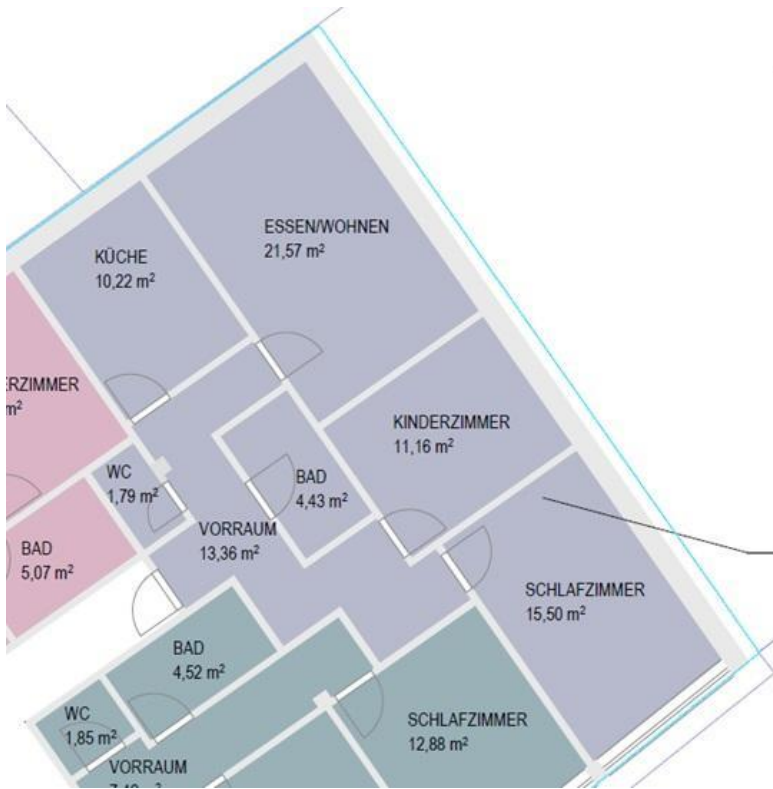 ESSEN/WOHNEN
21,57 m²
KÜCHE
10,22 m²
ERZIMMER
m²
KINDERZIMMER
11,16 m²
WC
1,79 m²
BAD
4,43 m²
VORRAUM
13,36 m²
BAD
5,07 m²
SCHLAFZIMMER
15,50 m²
BAD
4,52 m²
WC
1,85 m²
SCHLAFZIMMER
12,88 m²
VORRAUM